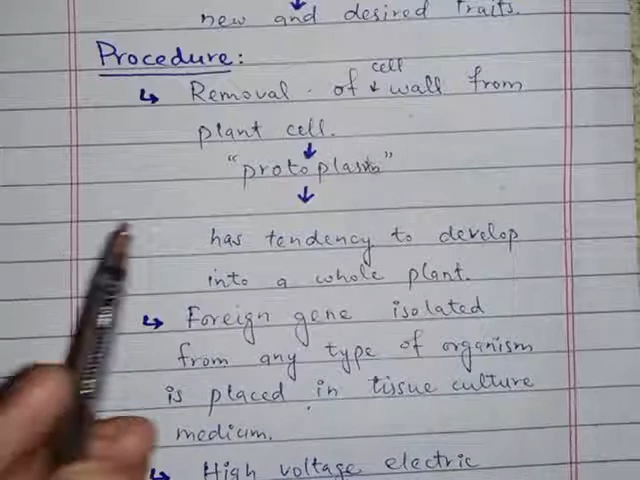 new and desired traits.
Procedure:
↳ Removal of cell wall from
plant cell.
↓
↓
has tendency to develop
into a whole plant.
↳ Foreign gene isolated
from any type of organism
is placed in tissue culture
medium.
↳ High voltage electric